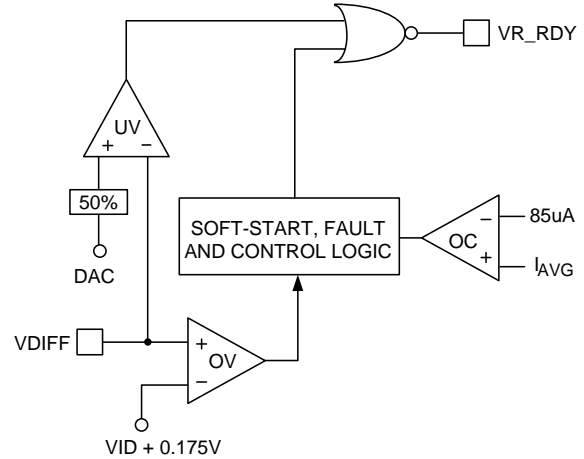 VR_RDY
UV
+ −
50%
DAC
SOFT-START, FAULT
AND CONTROL LOGIC
− 85uA
OC
+ IAVG
VDIFF
+
OV
−
VID + 0.175V